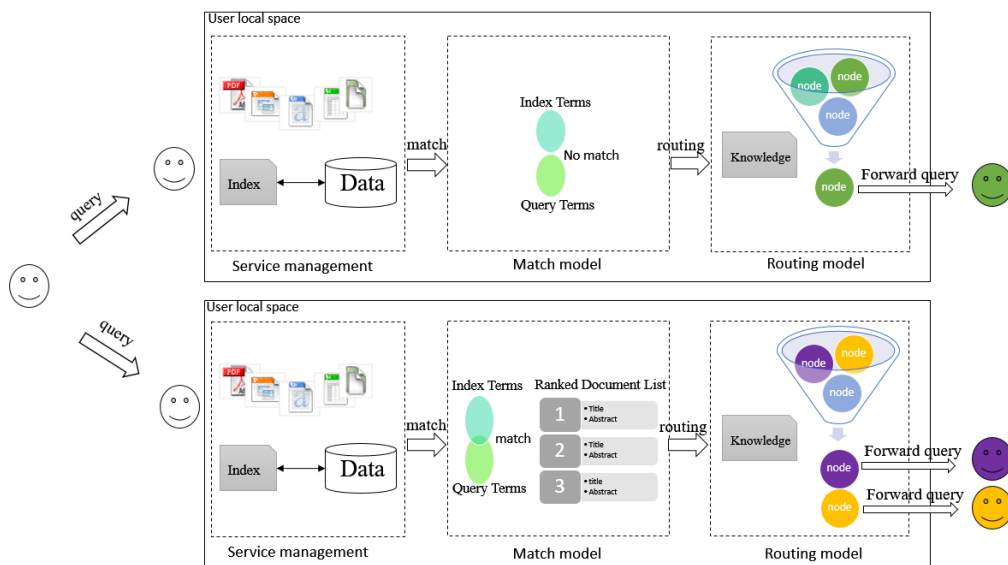 User local space
PDF
Index
Data
Service management
match
Index Terms
No match
Query Terms
Match model
routing
Knowledge
node
node
node
node
Routing model
Forward query
query
query
User local space
PDF
Index
Data
Service management
match
Index Terms
match
Query Terms
Ranked Document List
1
• Title
• Abstract
2
• Title
• Abstract
3
• title
• Abstract
Match model
routing
Knowledge
node
node
node
node
node
Routing model
Forward query
Forward query